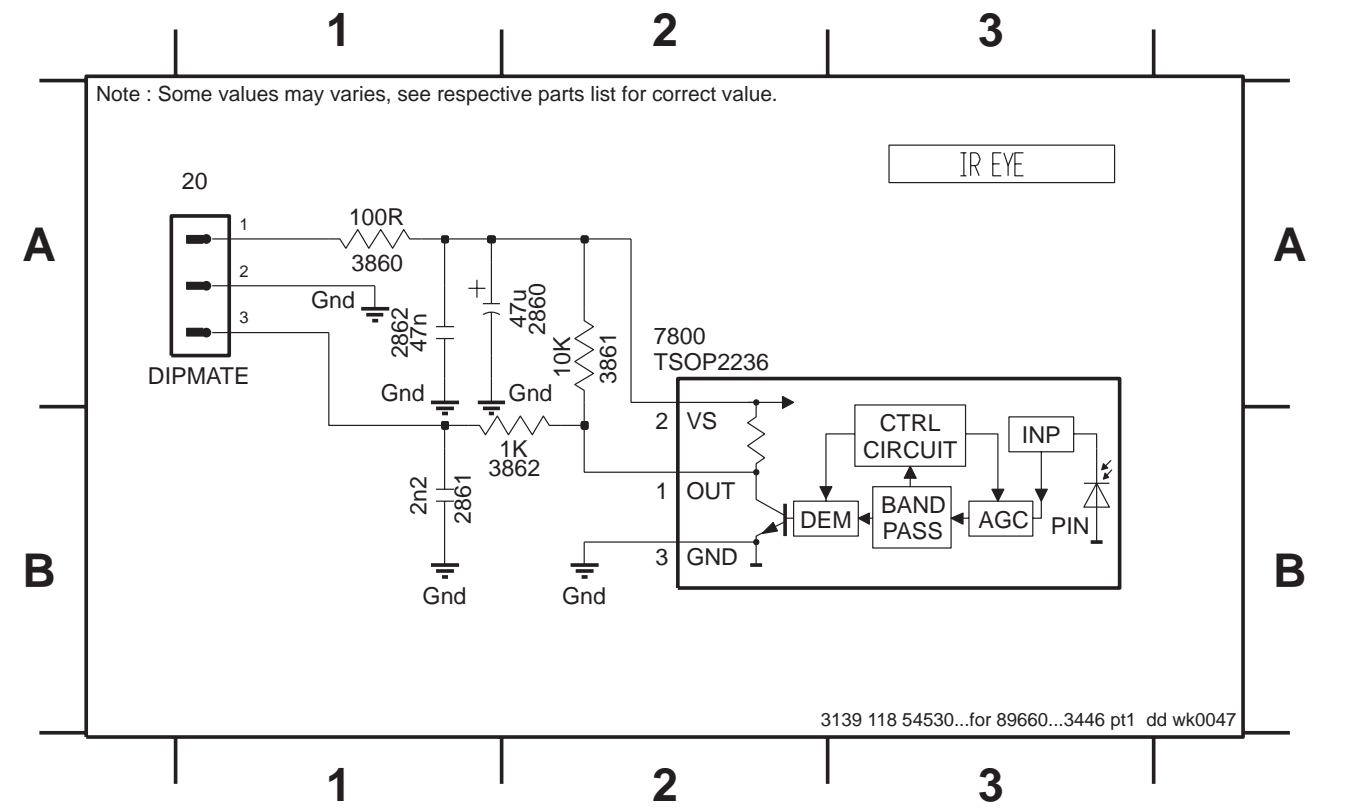 1 2 3
Note : Some values may varies, see respective parts list for correct value.
IR EYE
20
A
A
1
100R
3860
2
Gnd
3
2862
47n
47u
2860
10K
3861
DIPMATE
Gnd
Gnd
7800
TSOP2236
2 VS
1K
3862
1 OUT
3 GND
2n2
2861
CTRL
CIRCUIT
INP
DEM
BAND
PASS
AGC
PIN
B
B
Gnd
Gnd
3139 118 54530...for 89660...3446 pt1 dd wk0047
1 2 3